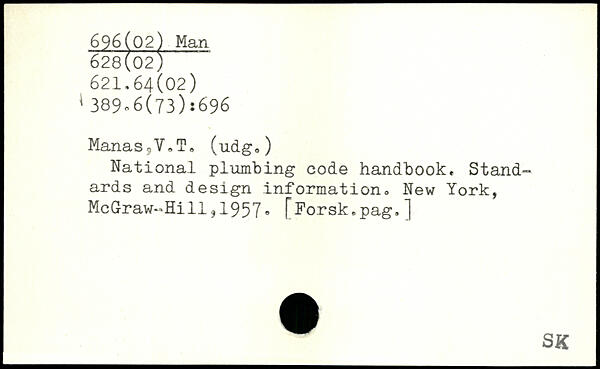 696(02) Man
628(02)
621.64(02)
389.6(73):696
Manas,V.T. (udg.)
National plumbing code handbook. Stand-
ards and design information. New York,
McGraw-Hill,1957. [Forsk.pag.]
SK